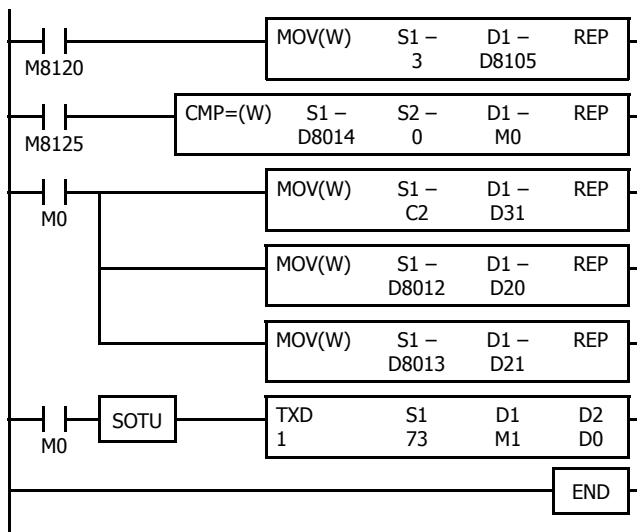 MOV(W) S1 – D1 – REP
3 D8105
M8120
CMP=(W) S1 – S2 – D1 – REP
D8014 0 M0
M8125
MOV(W) S1 – D1 – REP
C2 D31
M0
MOV(W) S1 – D1 – REP
D8012 D20
MOV(W) S1 – D1 – REP
D8013 D21
SOTU TXD S1 D1 D2
1 73 M1 D0
M0
END